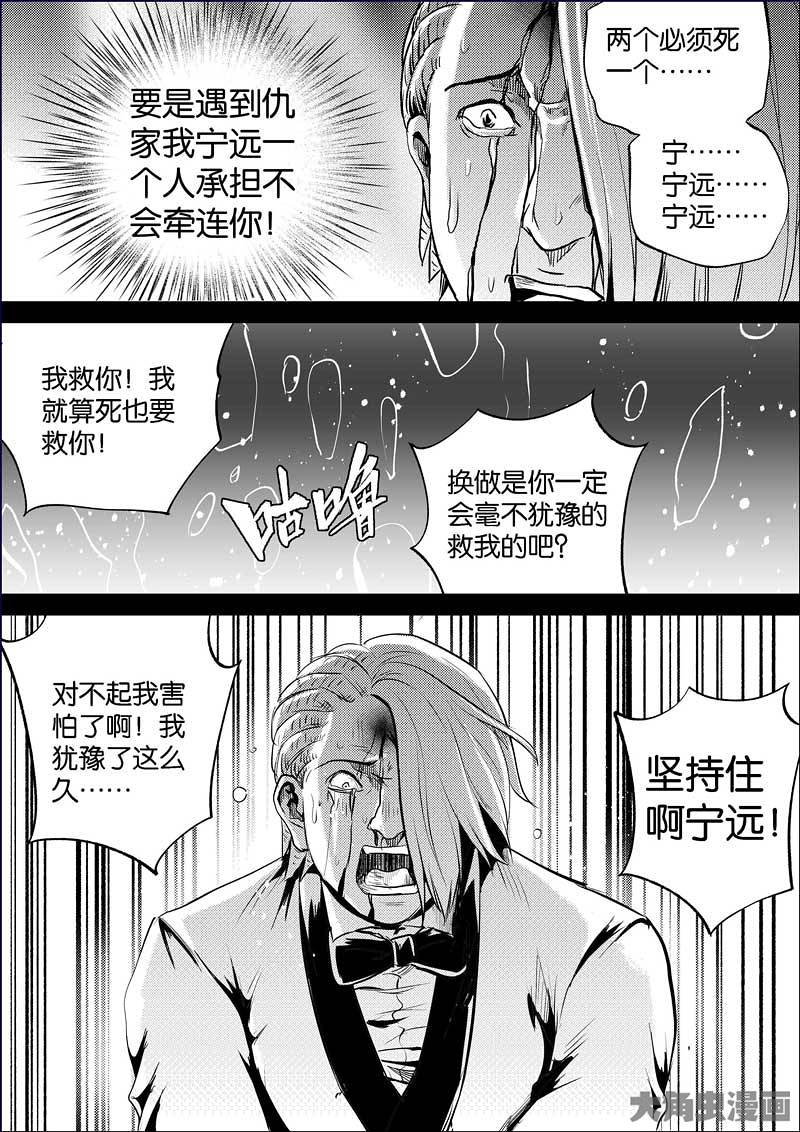 要是遇到仇
家我宁远一
个人承担不
会牵连你！
两个必须死
一个……
宁……
宁远……
宁远……
我救你！我
就算死也要
救你！
咕噜
换做是你一定
会毫不犹豫的
救我的吧？
对不起我害
怕了啊！我
犹豫了这么
久……
坚持住
啊宁远！
大角虫漫画